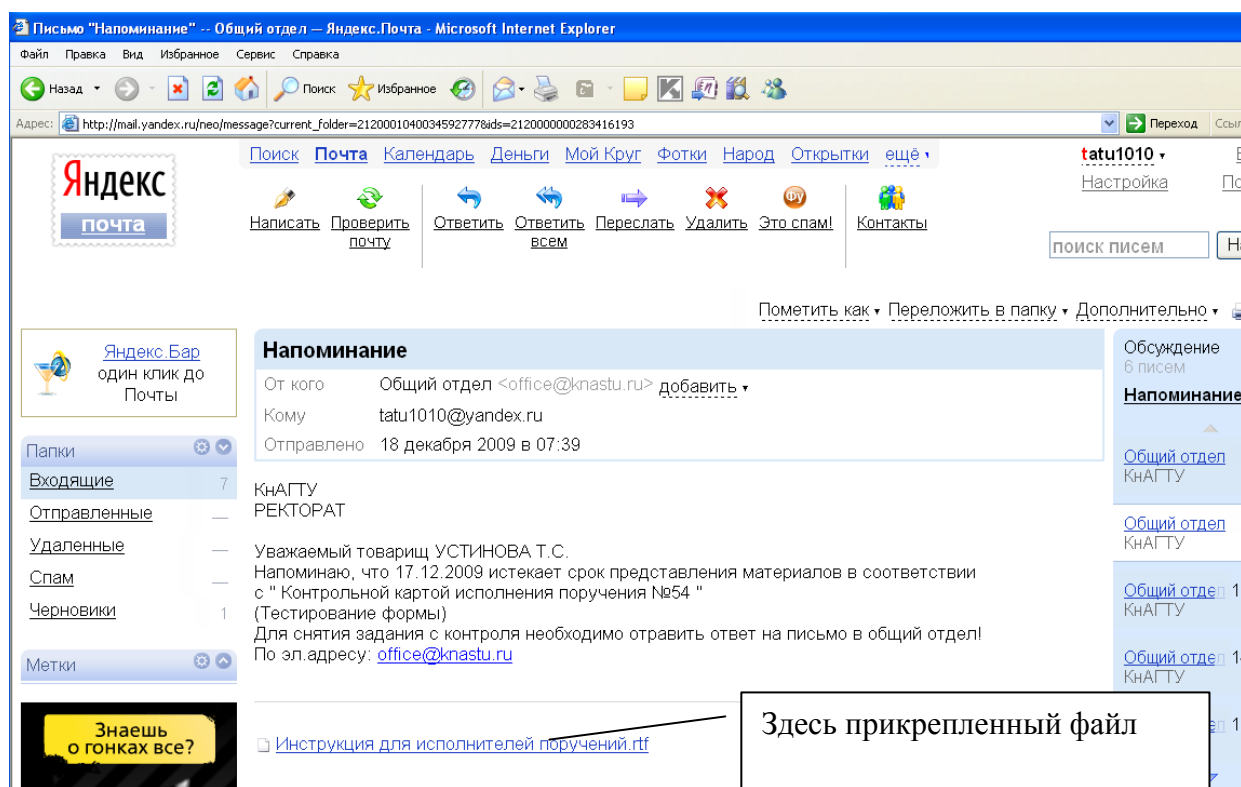 Письмо "Напоминание" -- Общий отдел — Яндекс.Почта - Microsoft Internet Explorer
Файл Правка Вид Избранное Сервис Справка
Назад Поиск Избранное
Адрес: http://mail.yandex.ru/neo/message?current_folder=2120001040034592777&ids=2120000000283416193 Переход
Поиск Почта Календарь Деньги Мой Круг Фотки Народ Открытки ещё
tatu1010
Настройка
Яндекс
почта
Написать Проверить почту Ответить Ответить всем Переслать Удалить Это спам! Контакты
Фу
поиск писем
Пометить как Переложить в папку Дополнительно
Яндекс.Бар
один клик до
Почты
Папки
Входящие 7
Отправленные —
Удаленные —
Спам —
Черновики 1
Метки
Знаешь
о гонках все?
Напоминание
От кого Общий отдел <office@knastu.ru> добавить
Кому tatu1010@yandex.ru
Отправлено 18 декабря 2009 в 07:39
КнАГТУ
РЕКТОРАТ
Уважаемый товарищ УСТИНОВА Т.С.
Напоминаю, что 17.12.2009 истекает срок представления материалов в соответствии
с " Контрольной картой исполнения поручения №54 "
(Тестирование формы)
Для снятия задания с контроля необходимо отравить ответ на письмо в общий отдел!
По эл.адресу: office@knastu.ru
Инструкция для исполнителей поручений.rtf
Здесь прикрепленный файл
Обсуждение
6 писем
Напоминание
Общий отдел
КнАГТУ
Общий отдел
КнАГТУ
Общий отдел 1
КнАГТУ
Общий отдел 1
КнАГТУ